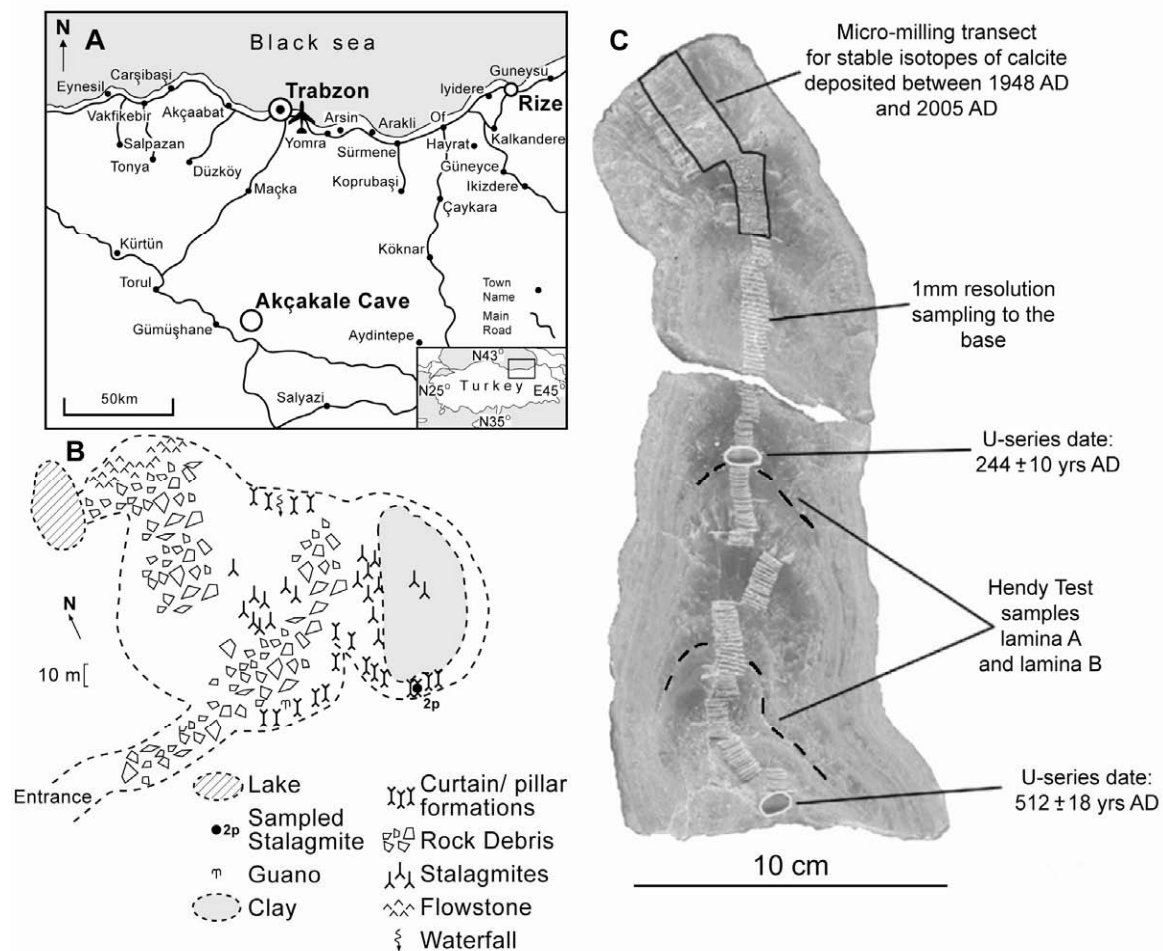 A
N
Black sea
Eynesil
Carşibaşi
Vakfikebir
Akçaabat
Salpazan
Tonya
Düzköy
Trabzon
Yomra
Arsin
Arakli
Sürmene
Koprubaşi
Maçka
Of
Iyidere
Guneysu
Rize
Hayrat
Kalkandere
Güneyce
Ikizdere
Çaykara
Köknar
Kürtün
Torul
Gümüşhane
Akçakale Cave
Aydintepe
Salyazi
Town
Name
Main
Road
50km
N43°
N25°
Turkey
E45°
N35°
B
N
10 m
2p
Entrance
Lake
2p Sampled
Stalagmite
Guano
Clay
Curtain/ pillar
formations
Rock Debris
Stalagmites
Flowstone
Waterfall
C
Micro-milling transect
for stable isotopes of calcite
deposited between 1948 AD
and 2005 AD
1mm resolution
sampling to the
base
U-series date:
244 ± 10 yrs AD
Hendy Test
samples
lamina A
and lamina B
U-series date:
512 ± 18 yrs AD
10 cm